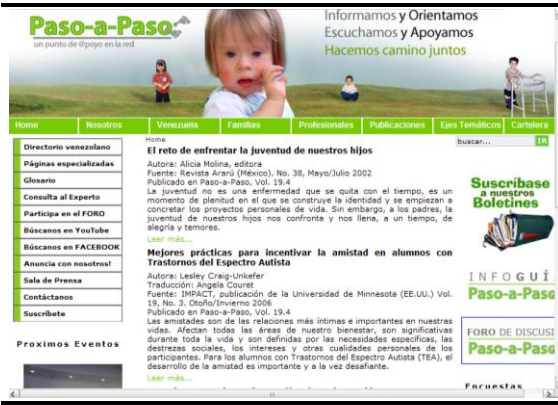 Paso-a-Paso
un punto de @poyo en la red
Informamos y Orientamos
Escuchamos y Apoyamos
Hacemos camino juntos
Home Nosotros Venezuela Familias Profesionales Publicaciones Ejes Temáticos Cartelera
Directorio venezolano
Páginas especializadas
Glosario
Consulta al Experto
Participa en el FORO
Búscanos en YouTube
Búscanos en FACEBOOK
Anuncia con nosotros!
Sala de Prensa
Contáctanos
Suscríbete
Proximos Eventos
Home
El reto de enfrentar la juventud de nuestros hijos
Autora: Alicia Molina, editora
Fuente: Revista Ararú (México). No. 38, Mayo/Julio 2002
Publicado en Paso-a-Paso, Vol. 19.4
La juventud no es una enfermedad que se quita con el tiempo, es un
momento de plenitud en el que se construye la identidad y se empiezan a
concretar los proyectos personales de vida. Sin embargo, a los padres, la
juventud de nuestros hijos nos confronta y nos llena, a un tiempo, de
alegría y temores.
Leer más...
Mejores prácticas para incentivar la amistad en alumnos con
Trastornos del Espectro Autista
Autora: Lesley Craig-Unkefer
Traducción: Angela Couret
Fuente: IMPACT, publicación de la Universidad de Minnesota (EE.UU.) Vol.
19, No. 3. Otoño/Invierno 2006
Publicado en Paso-a-Paso, Vol. 19.4
Las amistades son de las relaciones más íntimas e importantes en nuestras
vidas. Afectan todas las áreas de nuestro bienestar, son significativas
durante toda la vida y son definidas por las necesidades específicas, las
destrezas sociales, los intereses y otras cualidades personales de los
participantes. Para los alumnos con Trastornos del Espectro Autista (TEA), el
desarrollo de la amistad es importante y a la vez desafiante.
Leer más...
buscar... IR
Suscríbase
a nuestros
Boletines
INFOGUÍ
Paso-a-Paso
FORO DE DISCUSI
Paso-a-Paso
Encuestas